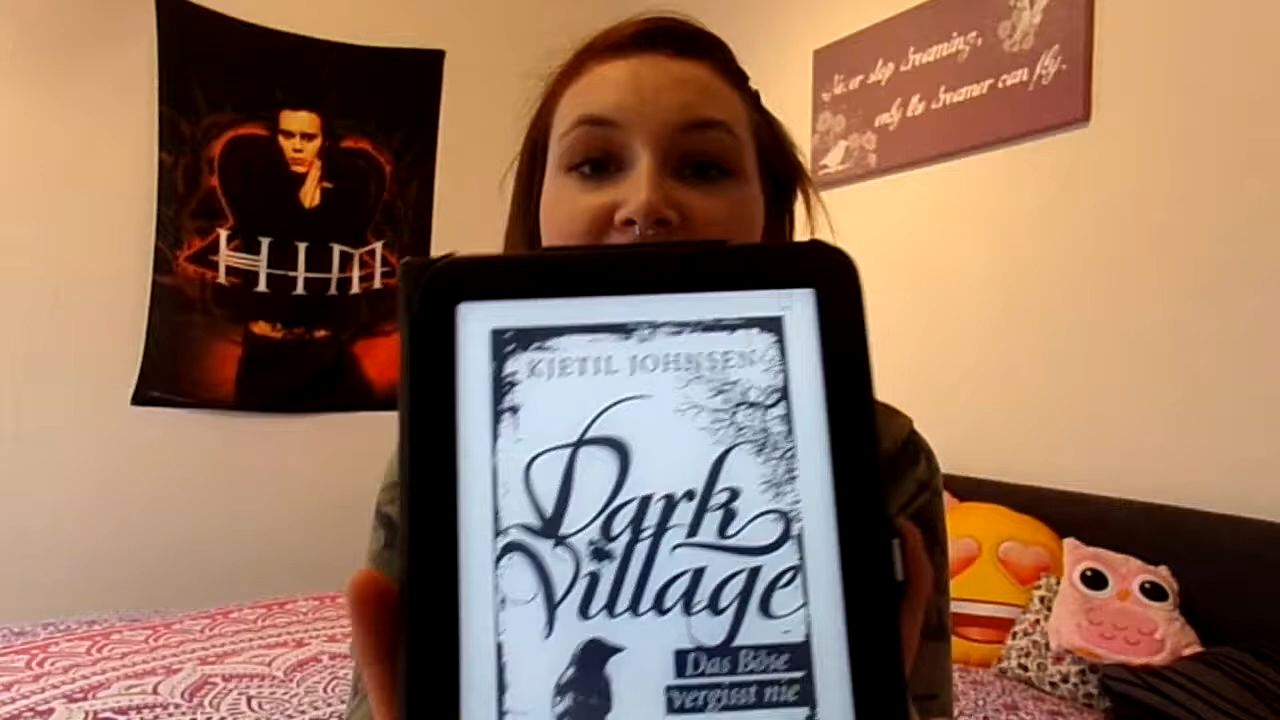 HIM
Never stop dreaming,
only the dreamer can fly.
KJETIL JOHNSEN
Dark
Village
Das Böse
vergisst nie